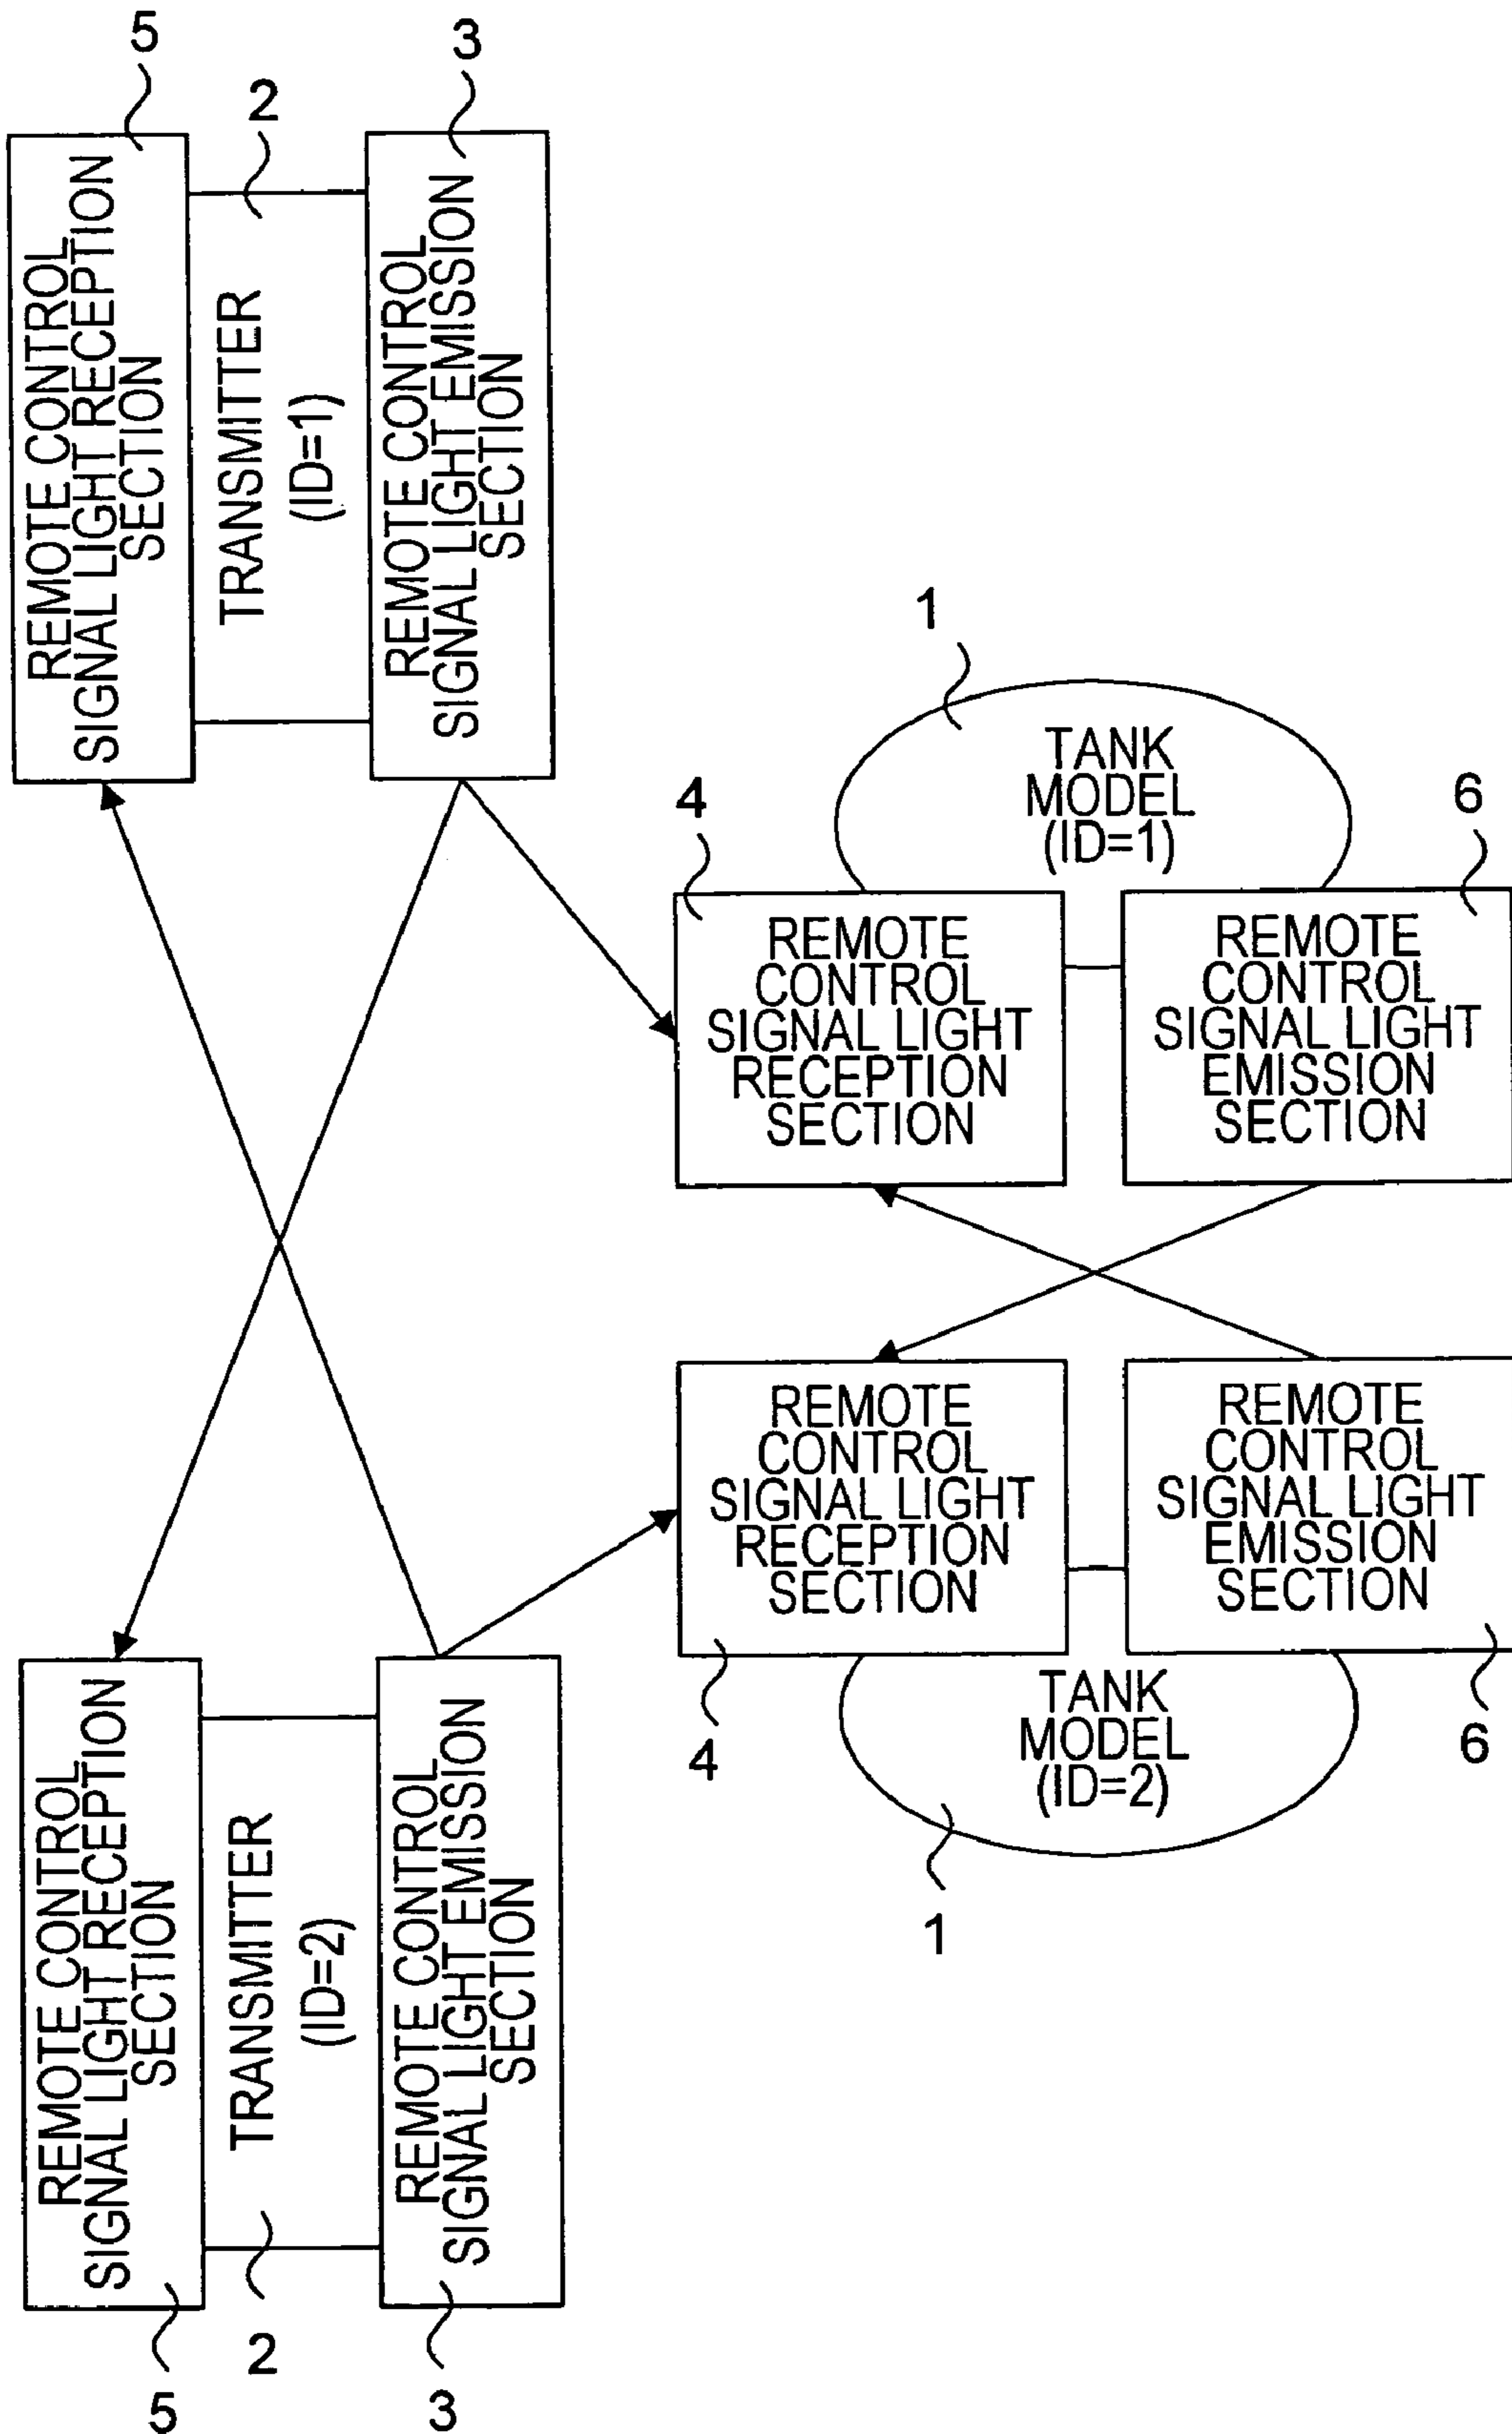 5
2
3
REMOTE CONTROL
SIGNAL LIGHT RECEPTION
SECTION
TRANSMITTER
(ID=1)
REMOTE CONTROL
SIGNAL LIGHT EMISSION
SECTION
1
TANK
MODEL
(ID=1)
4
6
REMOTE
CONTROL
SIGNAL LIGHT
RECEPTION
SECTION
REMOTE
CONTROL
SIGNAL LIGHT
EMISSION
SECTION
REMOTE
CONTROL
SIGNAL LIGHT
RECEPTION
SECTION
REMOTE
CONTROL
SIGNAL LIGHT
EMISSION
SECTION
4
6
TANK
MODEL
(ID=2)
1
REMOTE CONTROL
SIGNAL LIGHT RECEPTION
SECTION
TRANSMITTER
(ID=2)
REMOTE CONTROL
SIGNAL LIGHT EMISSION
SECTION
5
2
3